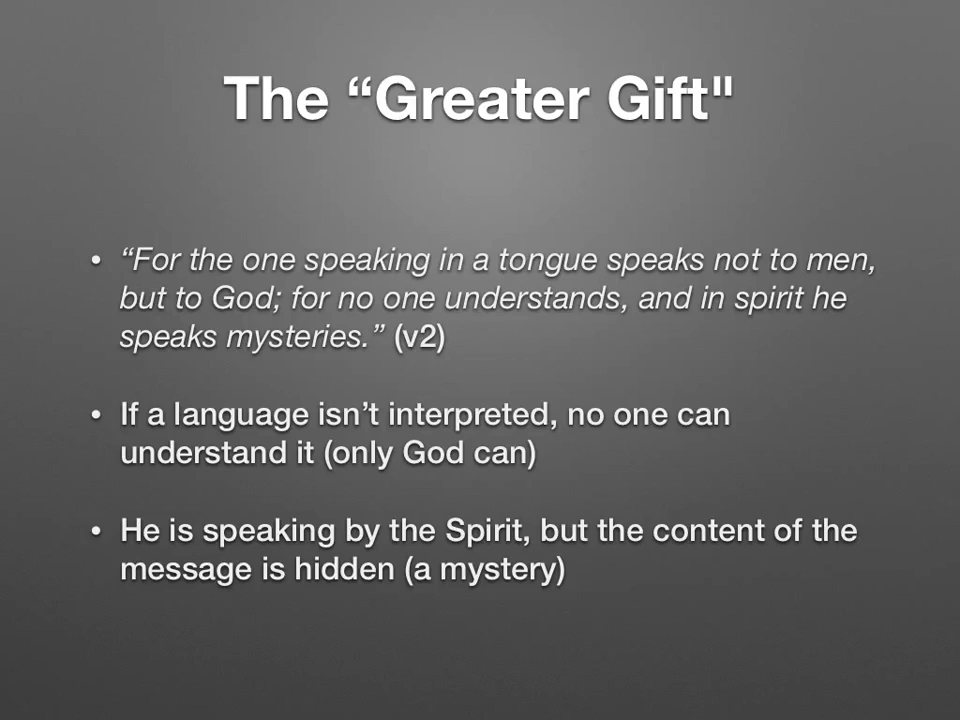 The “Greater Gift"
• “For the one speaking in a tongue speaks not to men,
but to God; for no one understands, and in spirit he
speaks mysteries.” (v2)
• If a language isn’t interpreted, no one can
understand it (only God can)
• He is speaking by the Spirit, but the content of the
message is hidden (a mystery)